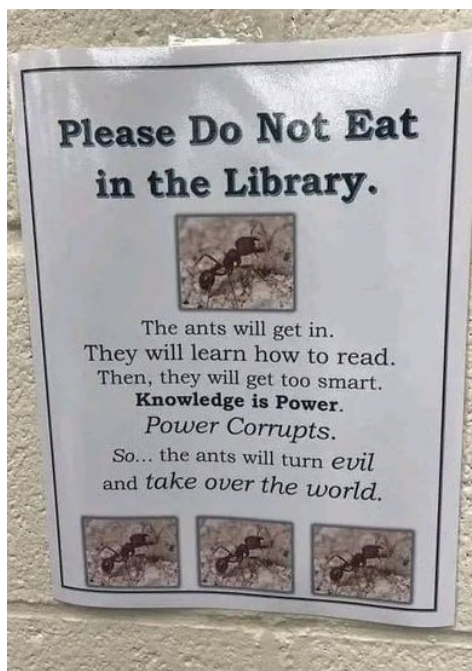 Please Do Not Eat
in the Library.
The ants will get in.
They will learn how to read.
Then, they will get too smart.
Knowledge is Power.
Power Corrupts.
So... the ants will turn evil
and take over the world.